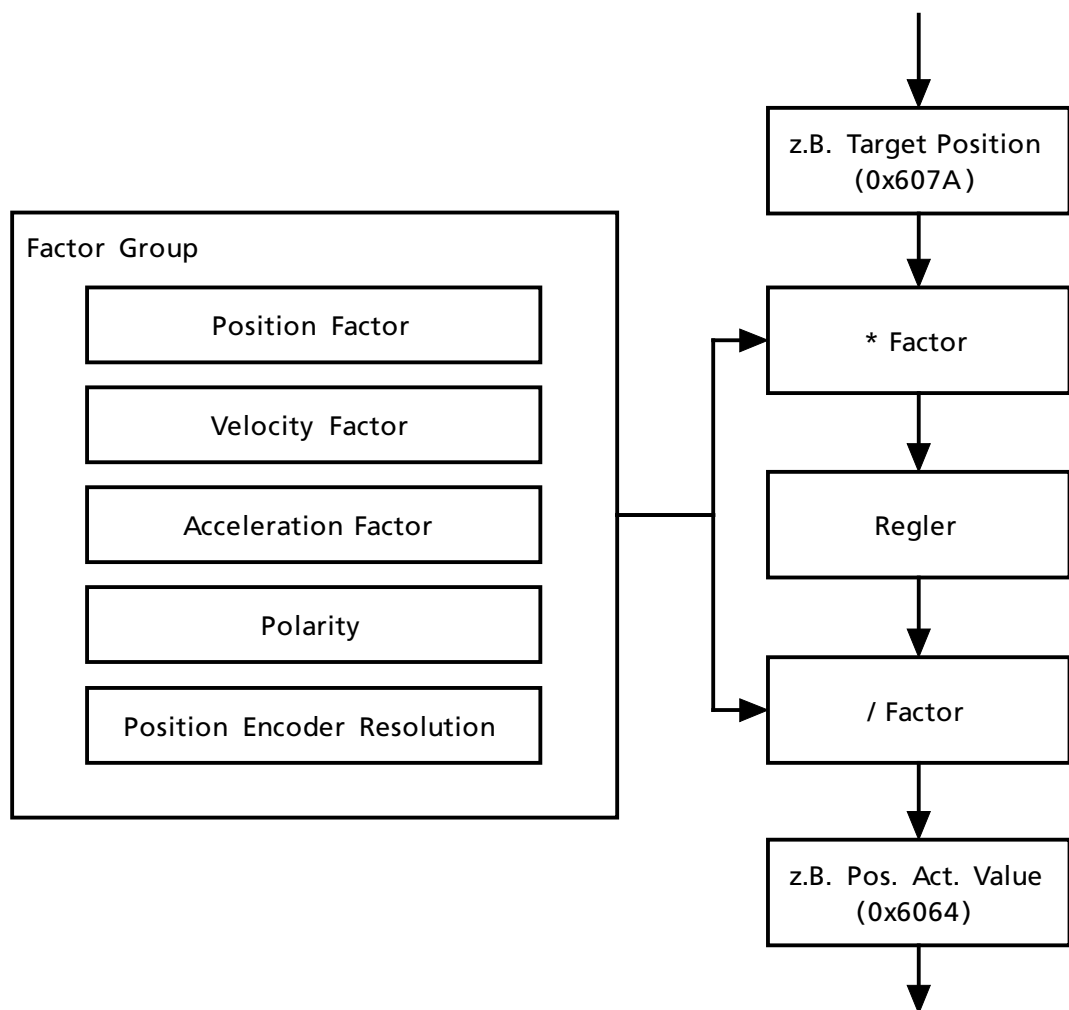 z.B. Target Position
(0x607A)
Factor Group
Position Factor
* Factor
Velocity Factor
Acceleration Factor
Regler
Polarity
/ Factor
Position Encoder Resolution
z.B. Pos. Act. Value
(0x6064)